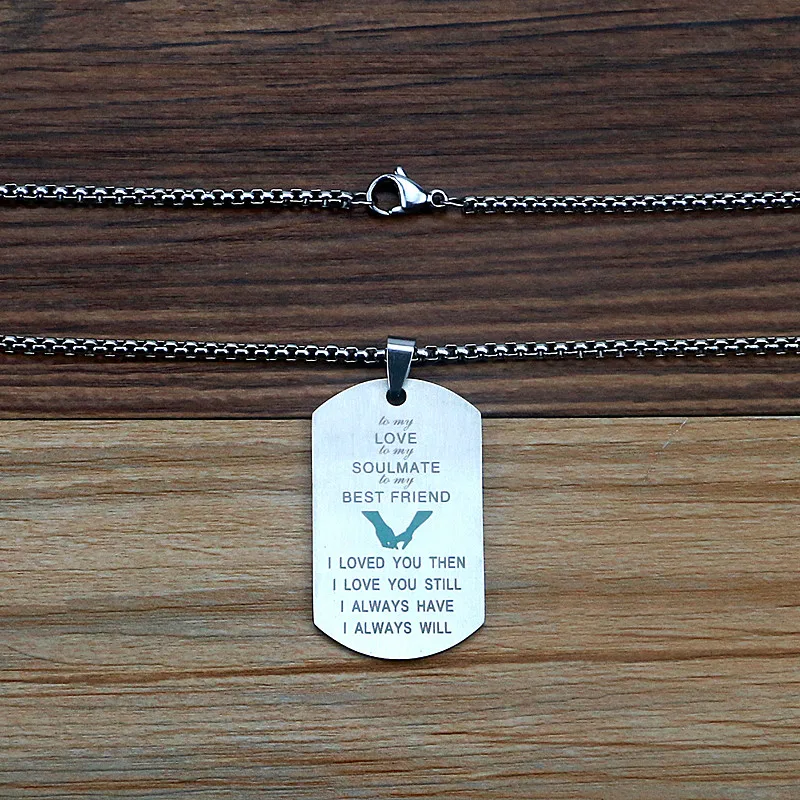 to my
LOVE
to my
SOULMATE
to my
BEST FRIEND
I LOVED YOU THEN
I LOVE YOU STILL
I ALWAYS HAVE
I ALWAYS WILL